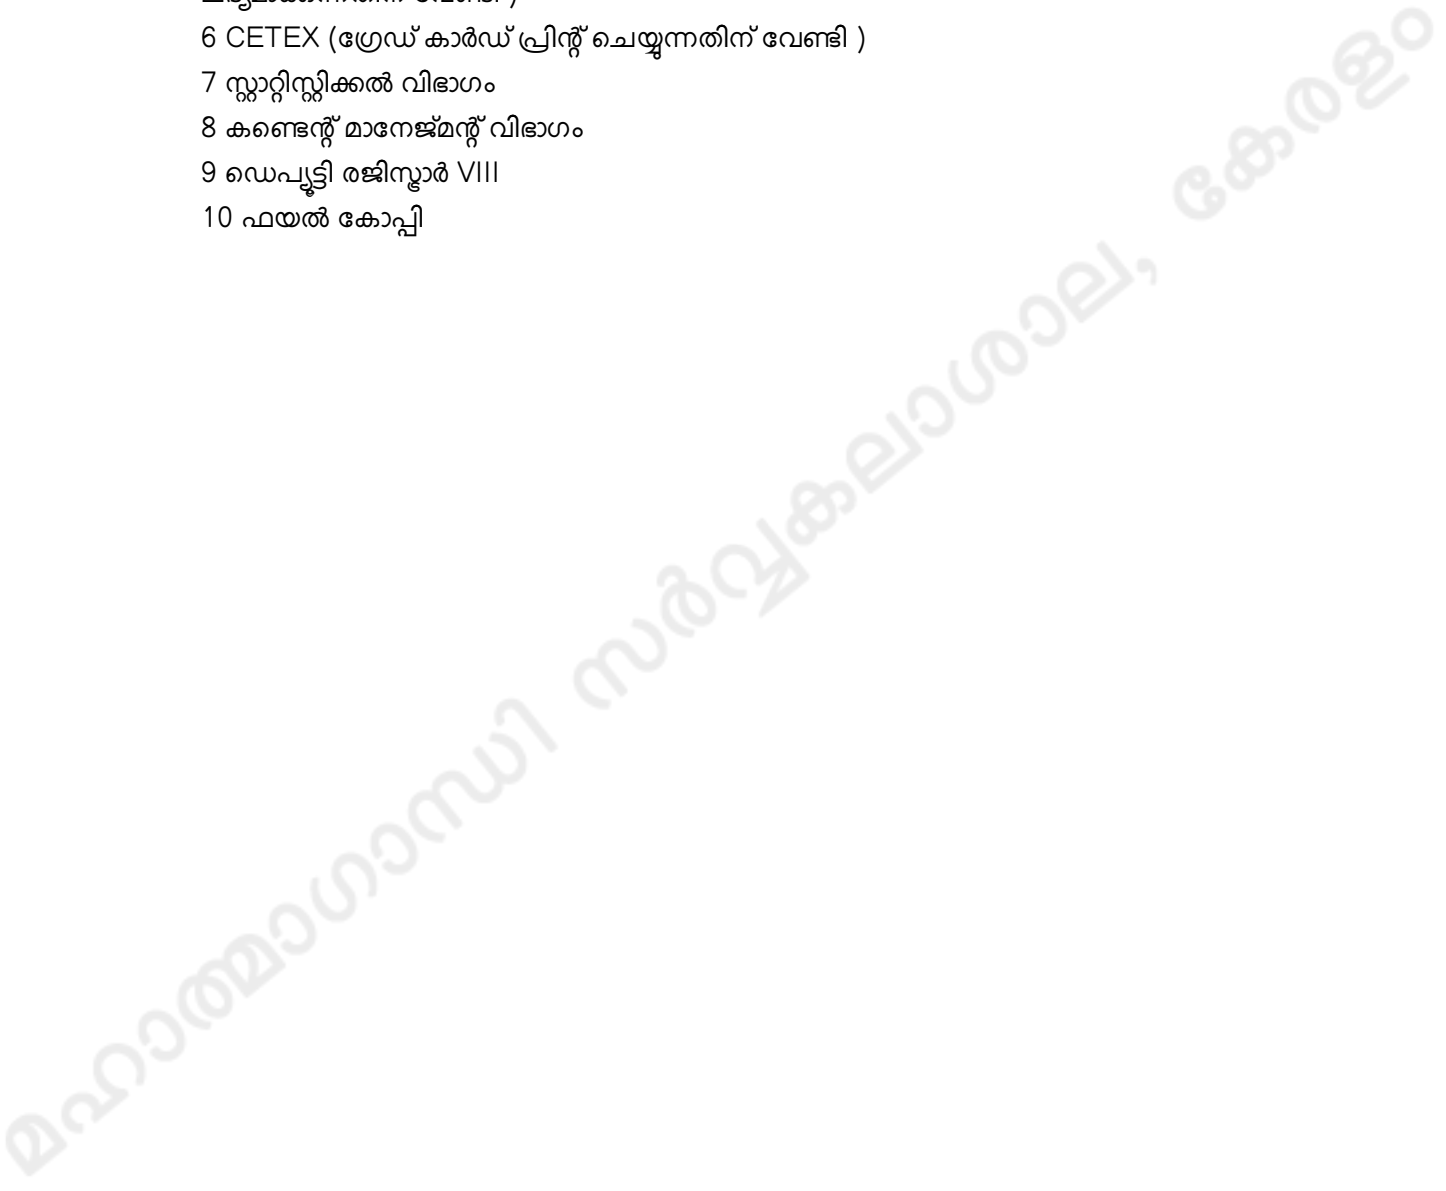 വേണ്ടി )
6 CETEX (ഗ്രേഡ് കാർഡ് പ്രിന്റ് ചെയ്യുന്നതിന് വേണ്ടി )
7 സ്റ്റാറ്റിസ്റ്റിക്കൽ വിഭാഗം
8 കണ്ടെന്റ് മാനേജ്മന്റ് വിഭാഗം
9 ഡെപ്യൂട്ടി രജിസ്ട്രാർ VIII
10 ഫയൽ കോപ്പി
മഹാത്മാഗാന്ധി സർവ്വകലാശാല, കേരളം